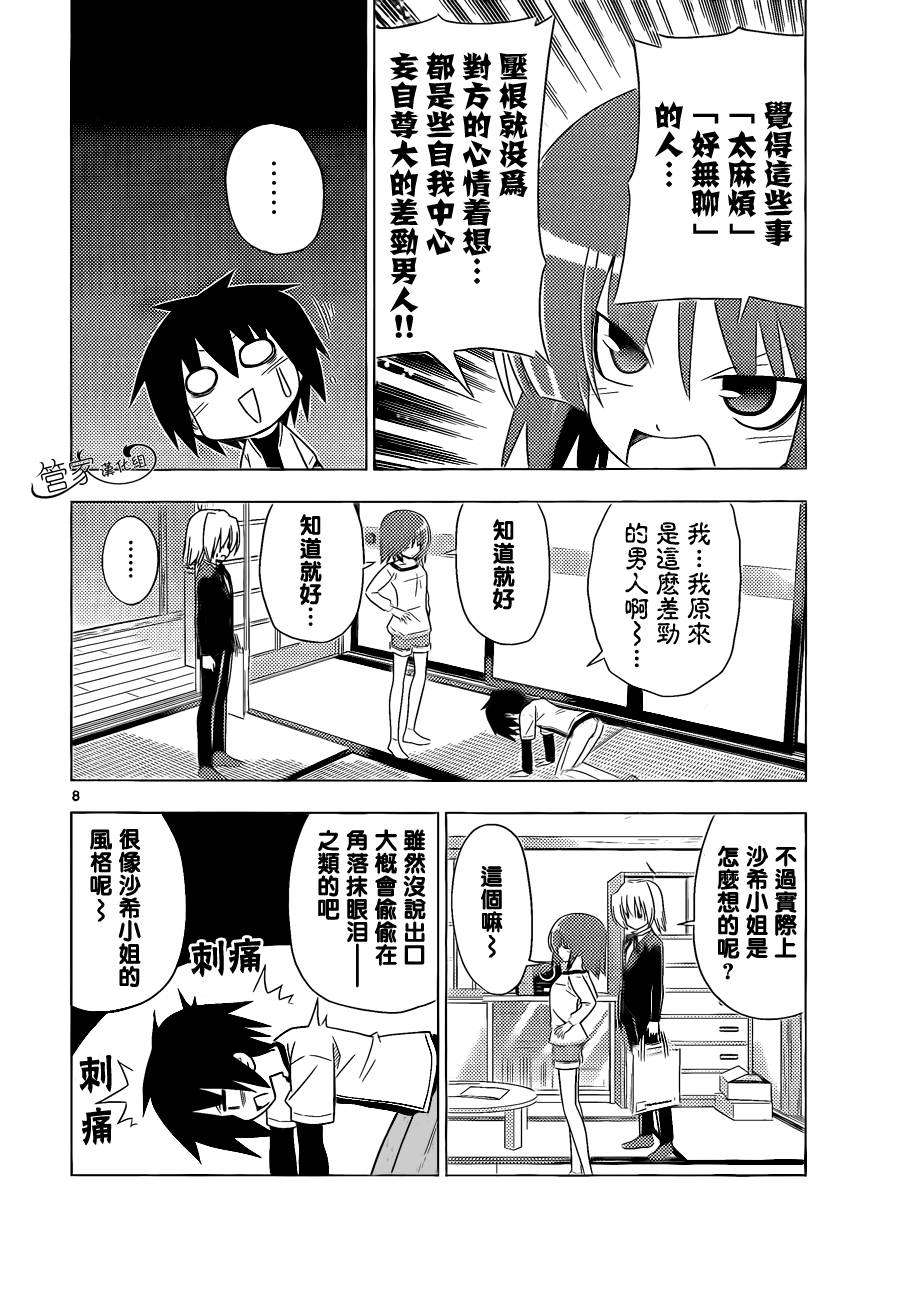 覺得這些事
「太麻煩」
「好無聊」
的人…
壓根就没爲
對方的心情着想…
都是些自我中心
妄自尊大的差勁男人!!
……
管家漢化组
我…我原來
是這麽差勁
的男人啊～…
知道就好
知道就好…
……
8
不過實際上
沙希小姐是
怎麼想的呢?
這個嘛～
雖然沒說出口
大概會偷偷在
角落抹眼泪──
之類的吧
刺痛
很像沙希小姐的
風格呢～
刺痛